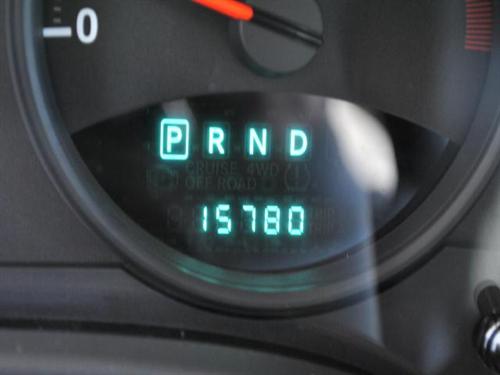 0
P R N D
CRUISE 4WD
OFF ROAD
15780